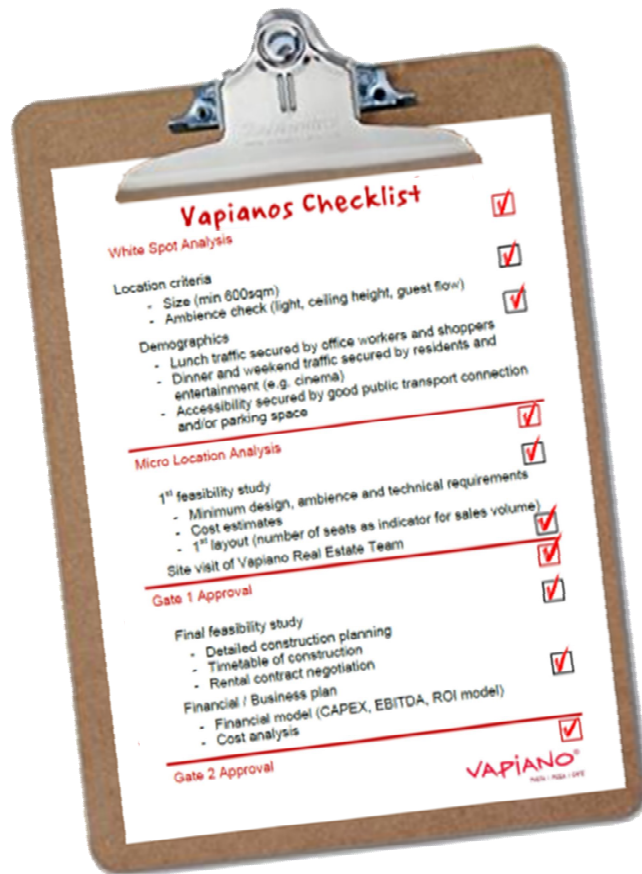 Vapianos Checklist
White Spot Analysis
Location criteria
- Size (min 600sqm)
- Ambience check (light, ceiling height, guest flow)
Demographics
- Lunch traffic secured by office workers and shoppers
- Dinner and weekend traffic secured by residents and
entertainment (e.g. cinema)
- Accessibility secured by good public transport connection
and/or parking space
Micro Location Analysis
1st feasibility study
- Minimum design, ambience and technical requirements
- Cost estimates
- 1st layout (number of seats as indicator for sales volume)
Site visit of Vapiano Real Estate Team
Gate 1 Approval
Final feasibility study
- Detailed construction planning
- Timetable of construction
- Rental contract negotiation
Financial / Business plan
- Financial model (CAPEX, EBITDA, ROI model)
- Cost analysis
Gate 2 Approval
VAPIANO®